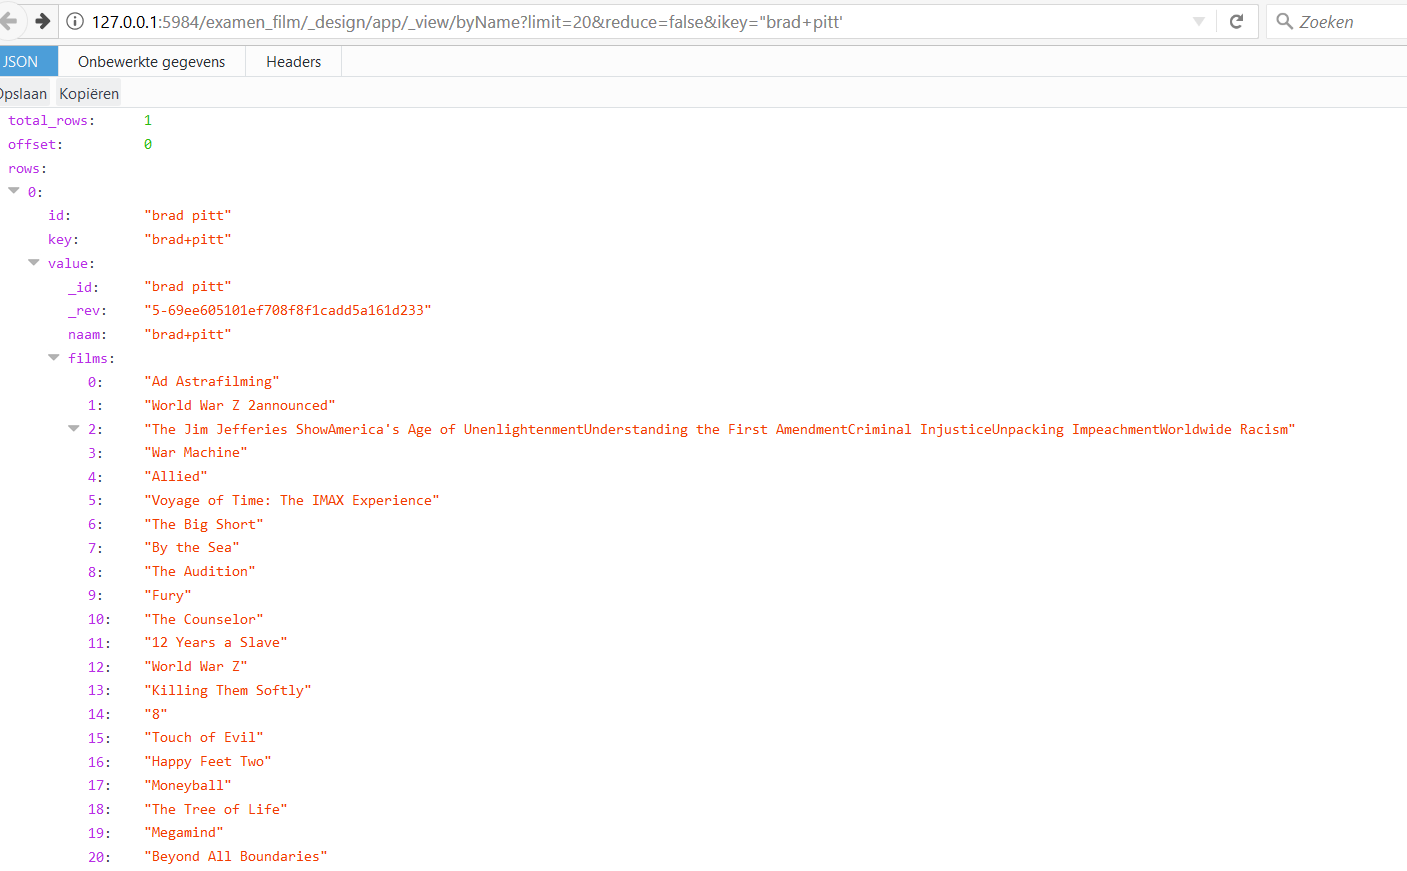 127.0.0.1:5984/examen_film/_design/app/_view/byName?limit=20&reduce=false&ikey="brad+pitt'
Zoeken
JSON Onbewerkte gegevens Headers
Opslaan Kopiëren
total_rows: 1
offset: 0
rows:
0:
id: "brad pitt"
key: "brad+pitt"
value:
_id: "brad pitt"
_rev: "5-69ee605101ef708f8f1cadd5a161d233"
naam: "brad+pitt"
films:
0: "Ad Astrafilming"
1: "World War Z 2announced"
2: "The Jim Jefferies ShowAmerica's Age of UnenlightenmentUnderstanding the First AmendmentCriminal InjusticeUnpacking ImpeachmentWorldwide Racism"
3: "War Machine"
4: "Allied"
5: "Voyage of Time: The IMAX Experience"
6: "The Big Short"
7: "By the Sea"
8: "The Audition"
9: "Fury"
10: "The Counselor"
11: "12 Years a Slave"
12: "World War Z"
13: "Killing Them Softly"
14: "8"
15: "Touch of Evil"
16: "Happy Feet Two"
17: "Moneyball"
18: "The Tree of Life"
19: "Megamind"
20: "Beyond All Boundaries"